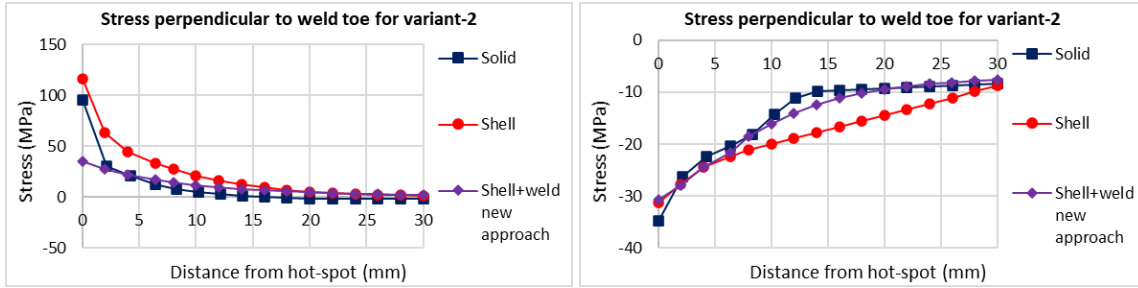 Stress perpendicular to weld toe for variant-2
150
100
50
0
-50
0
5
10
15
20
25
30
Stress (MPa)
Distance from hot-spot (mm)
Solid
Shell
Shell+weld
new
approach
Stress perpendicular to weld toe for variant-2
0
-10
-20
-30
-40
0
5
10
15
20
25
30
Stress (MPa)
Distance from hot-spot (mm)
Solid
Shell
Shell+weld
new
approach